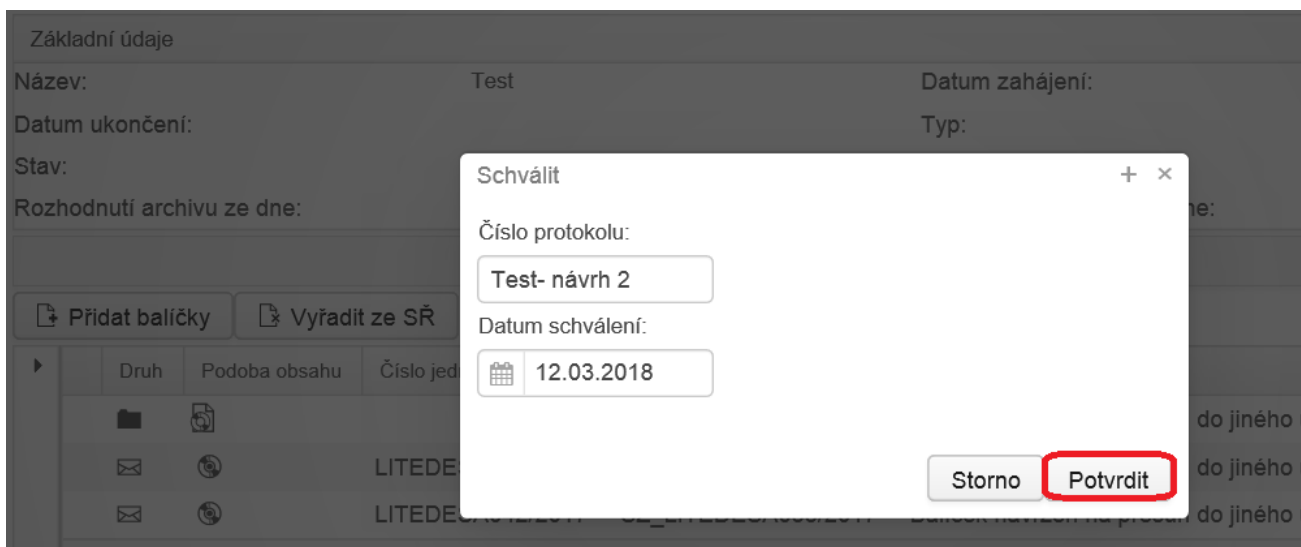 Základní údaje
Název: Test Datum zahájení:
Datum ukončení: Typ:
Stav:
Rozhodnutí archivu ze dne:
Schválit
Číslo protokolu:
Test- návrh 2
Datum schválení:
12.03.2018
Storno Potvrdit
Přidat balíčky Vyřadit ze SŘ
Druh Podoba obsahu Číslo jed
do jiného
LITEDE do jiného
LITEDE do jiného